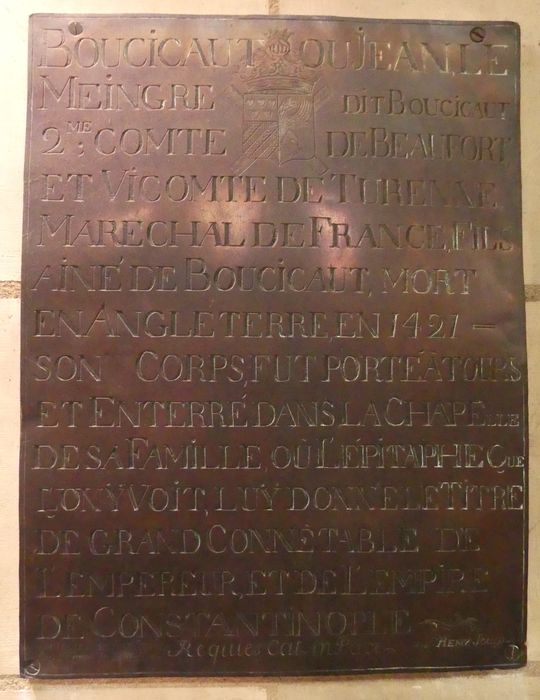 BOUCICAUT OU JEAN, LE
MEINGRE DIT BOUCICAUT
2.ME; COMTE DE BEAUFORT,
ET VICOMTE DE TURENNE
MARECHAL DE FRANCE, FILS
AINÉ DE BOUCICAUT, MORT
EN ANGLETERRE, EN 1421 —
SON CORPS, FUT PORTÉ À TOURS
ET ENTERRÉ DANS LA CHAPELLE
DE SA FAMILLE, OÙ L'ÉPITAPHE QUE
L'ON Y VOIT, LUY DONNE LE TITRE
DE GRAND CONNÉTABLE DE
L'EMPEREUR, ET DE L'EMPIRE
DE CONSTANTINOPLE
Requiescat in Pace
HENRY